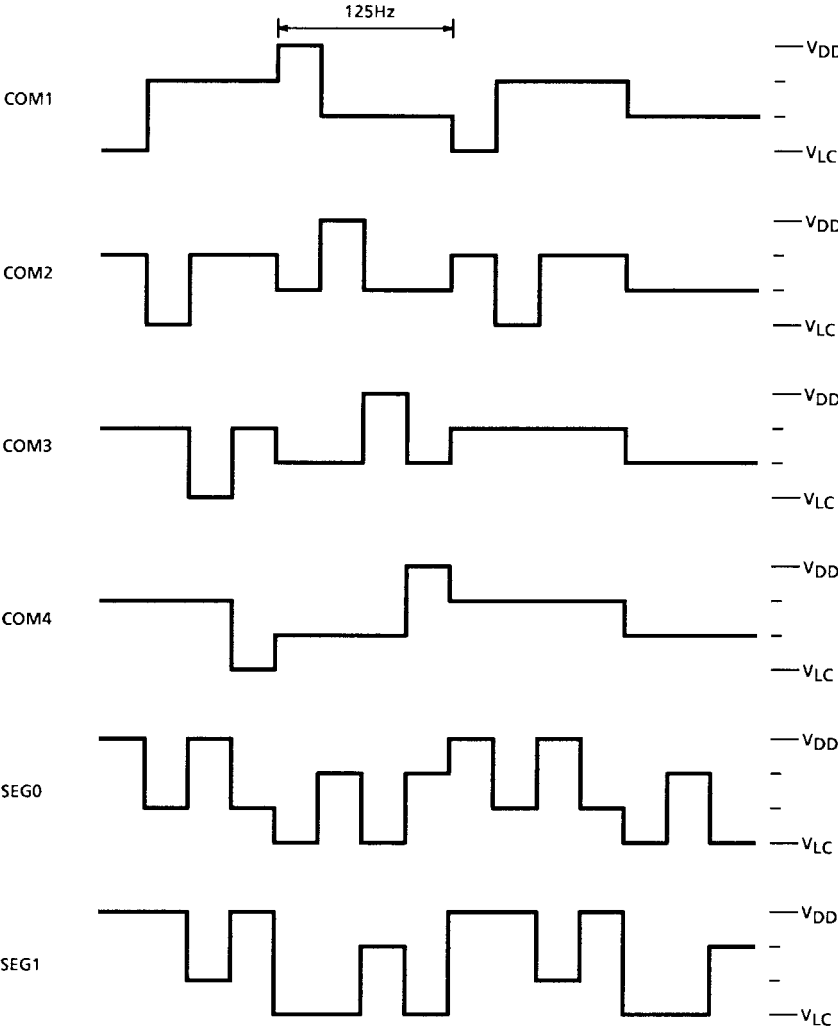 125Hz
COM1
VDD
VLC
COM2
VDD
VLC
COM3
VDD
VLC
COM4
VDD
VLC
SEG0
VDD
VLC
SEG1
VDD
VLC